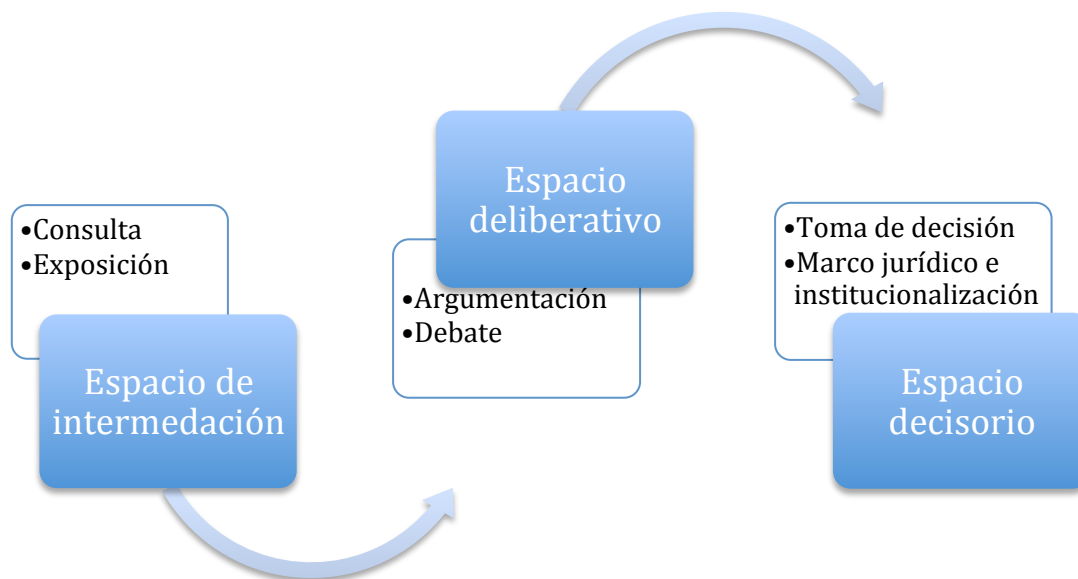 •Consulta
•Exposición
Espacio de
intermedación
Espacio
deliberativo
•Argumentación
•Debate
•Toma de decisión
•Marco jurídico e
institucionalización
Espacio
decisorio